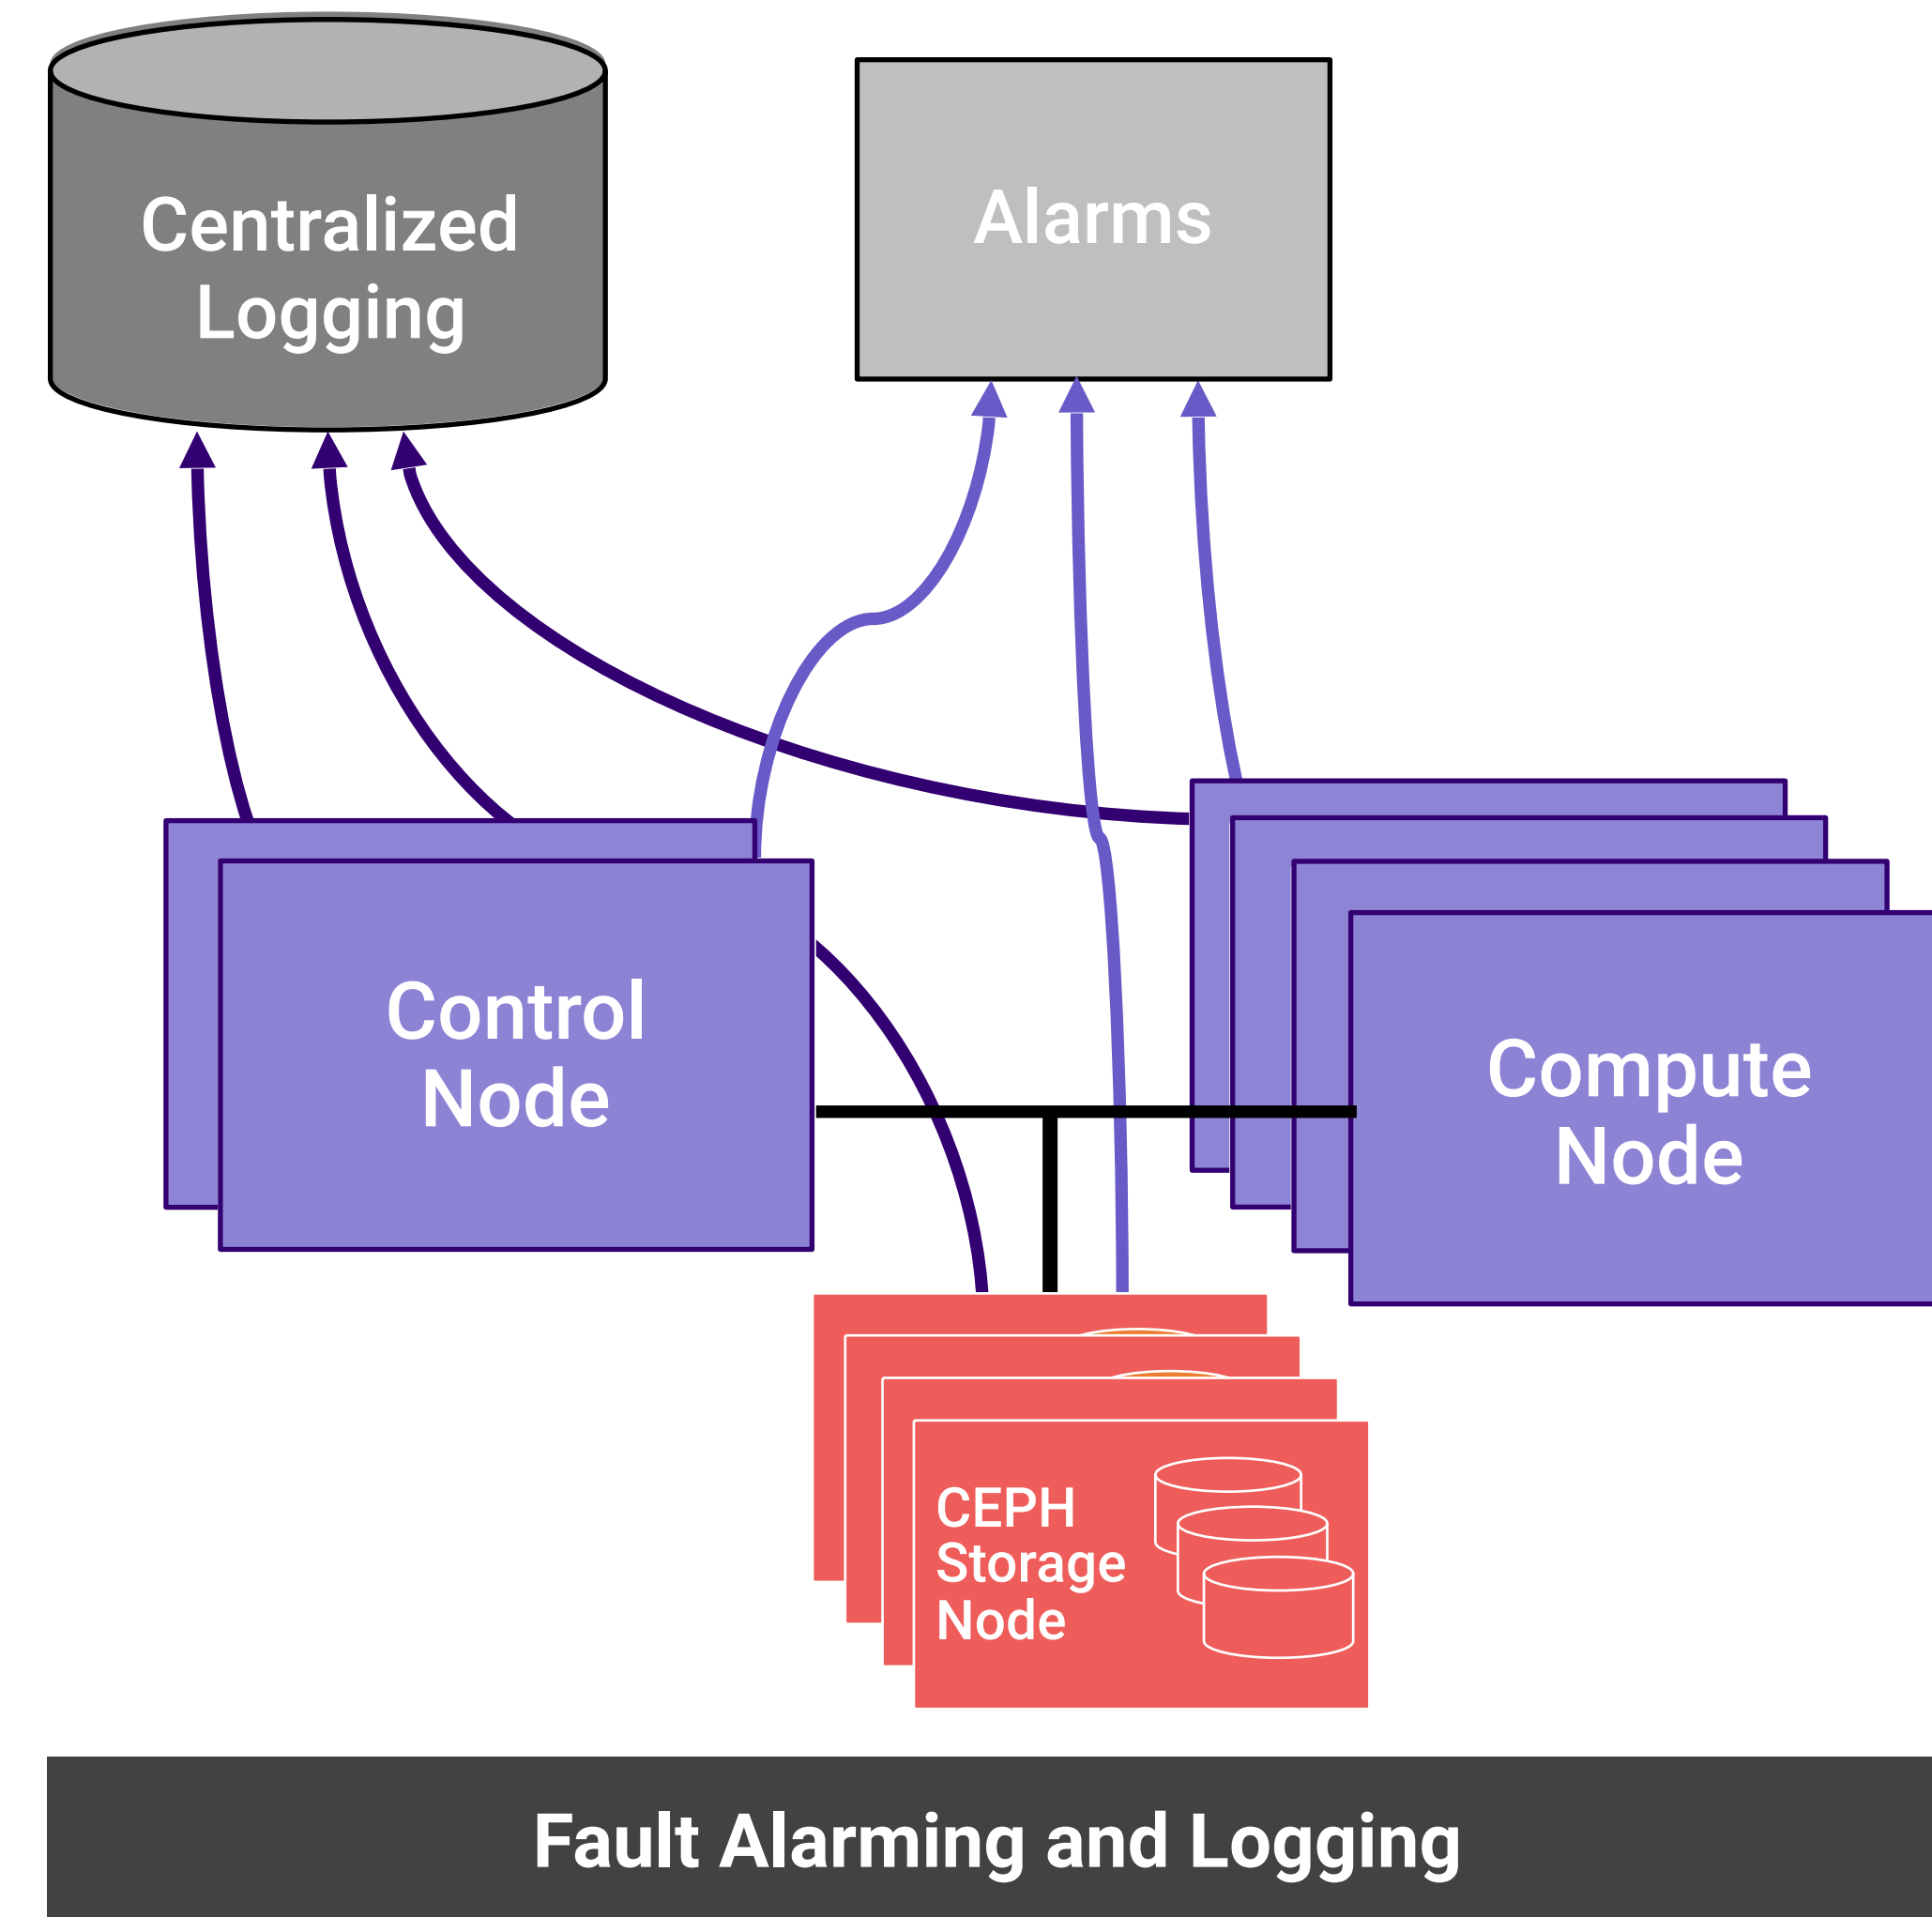 Centralized
Logging
Alarms
Control
Node
Compute
Node
CEPH
Storage
Node
Fault Alarming and Logging